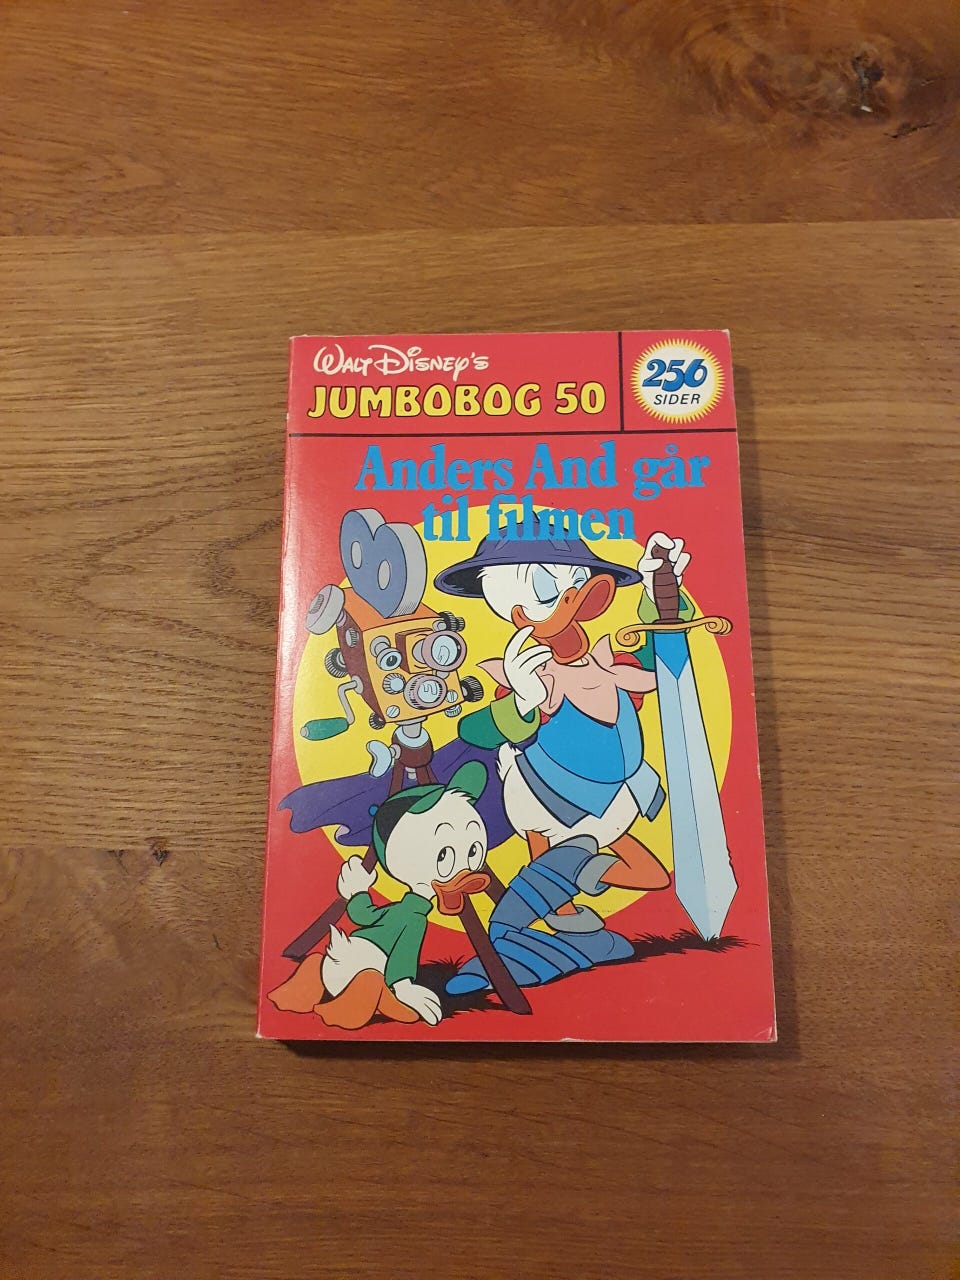 WALT DISNEY'S
JUMBOBOG 50
256
SIDER
Anders And går
til filmen